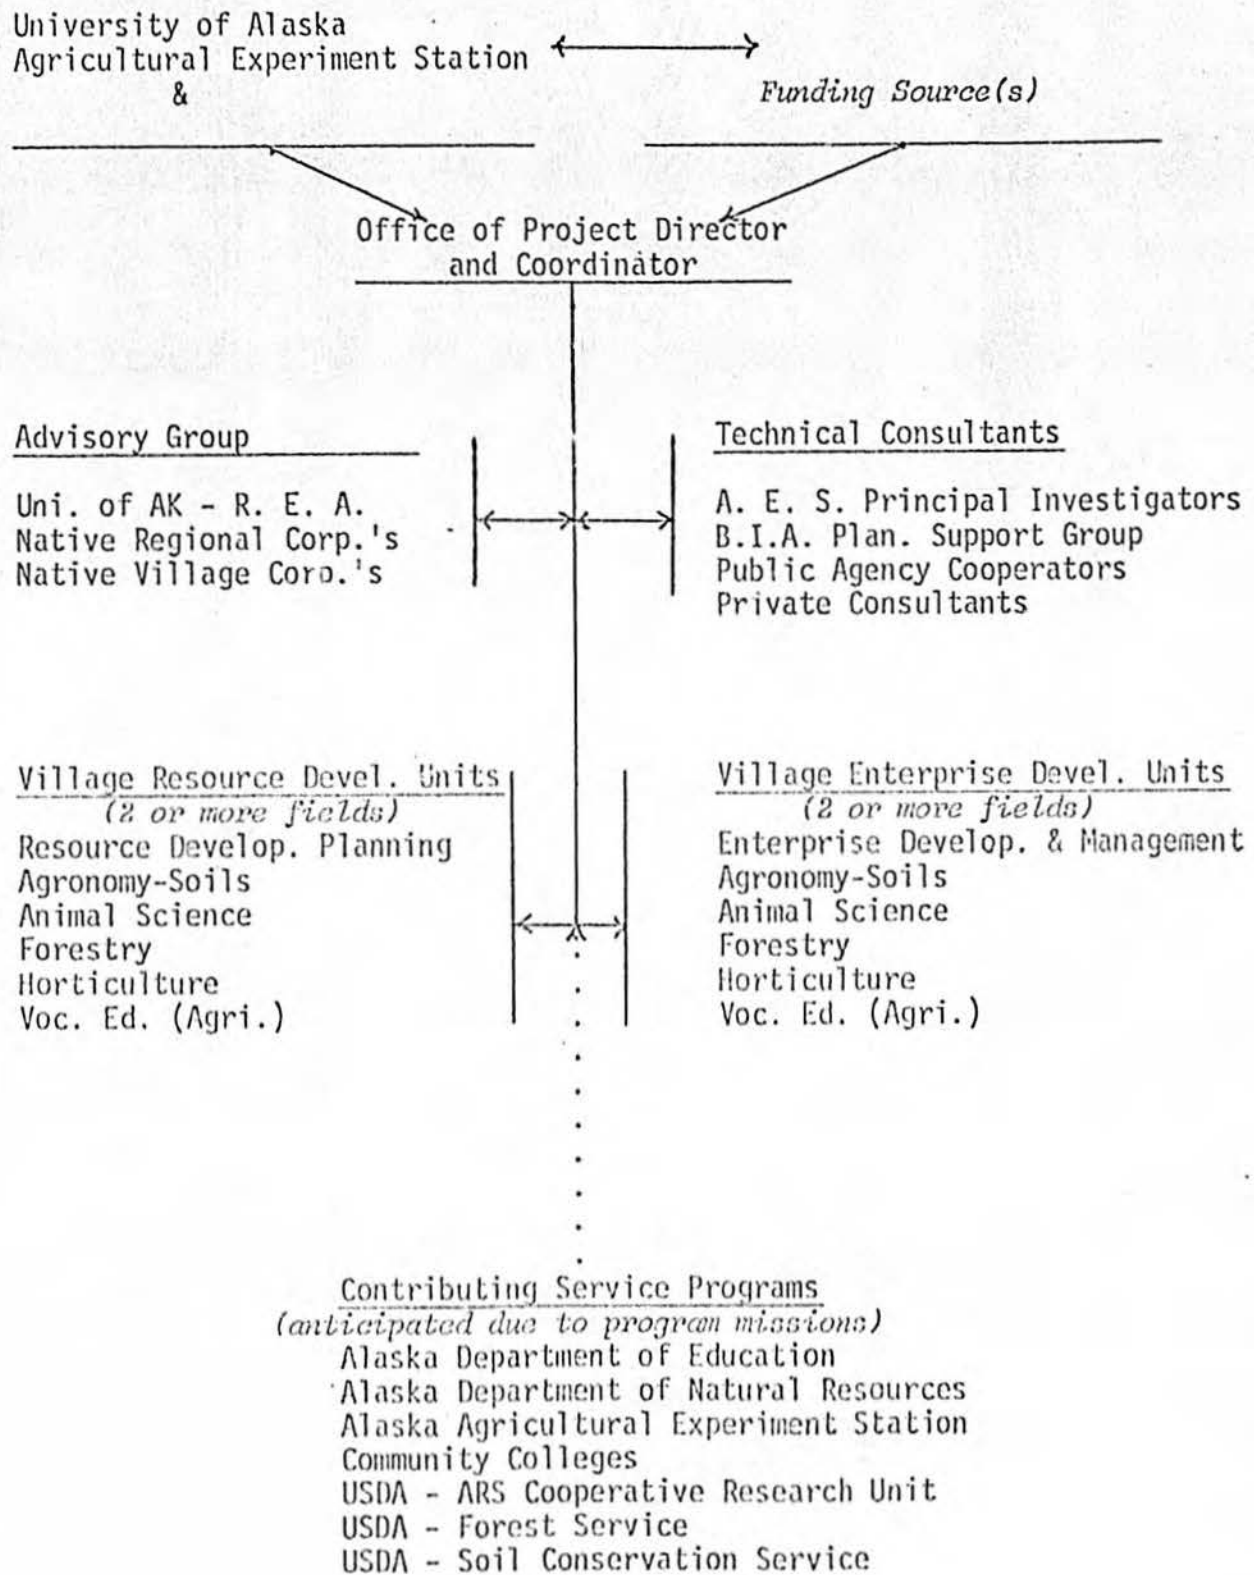 University of Alaska
Agricultural Experiment Station
&
Funding Source(s)
Office of Project Director
and Coordinator
Advisory Group
Uni. of AK - R. E. A.
Native Regional Corp.'s
Native Village Coro.'s
Technical Consultants
A. E. S. Principal Investigators
B.I.A. Plan. Support Group
Public Agency Cooperators
Private Consultants
Village Resource Devel. Units
(2 or more fields)
Resource Develop. Planning
Agronomy-Soils
Animal Science
Forestry
Horticulture
Voc. Ed. (Agri.)
Village Enterprise Devel. Units
(2 or more fields)
Enterprise Develop. & Management
Agronomy-Soils
Animal Science
Forestry
Horticulture
Voc. Ed. (Agri.)
Contributing Service Programs
(anticipated due to program missions)
Alaska Department of Education
Alaska Department of Natural Resources
Alaska Agricultural Experiment Station
Community Colleges
USDA - ARS Cooperative Research Unit
USDA - Forest Service
USDA - Soil Conservation Service